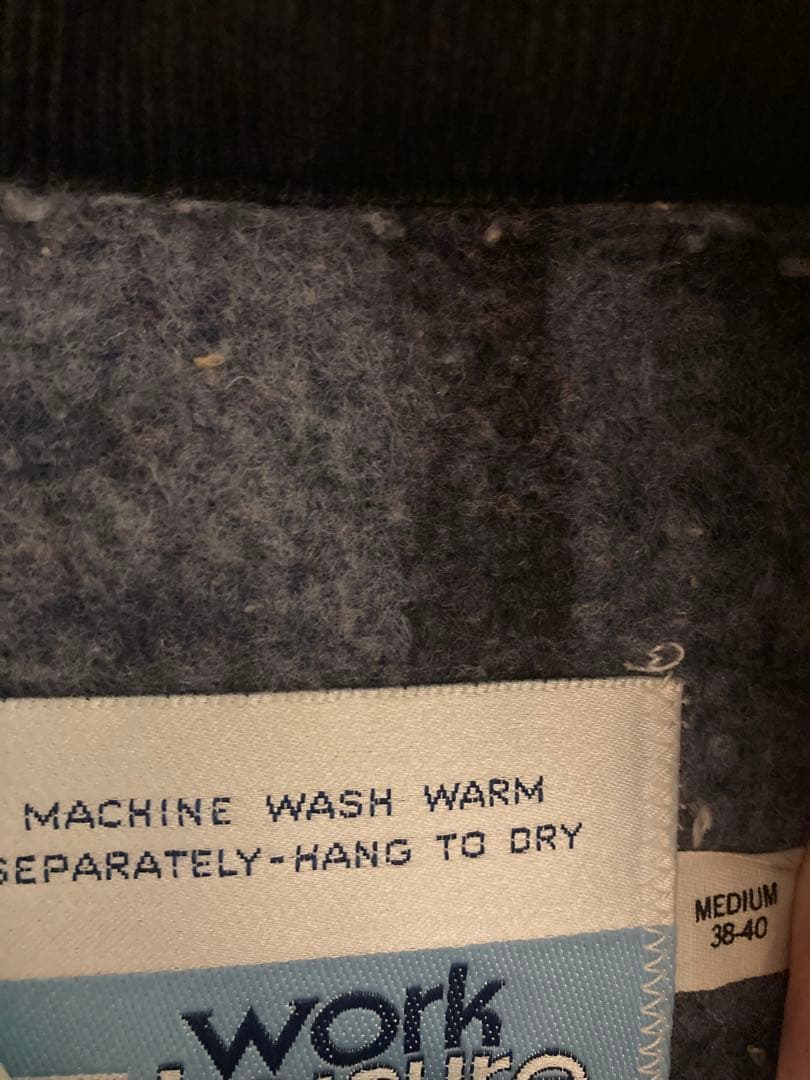 MACHINE WASH WARM
SEPARATELY-HANG TO DRY
MEDIUM
38-40
work